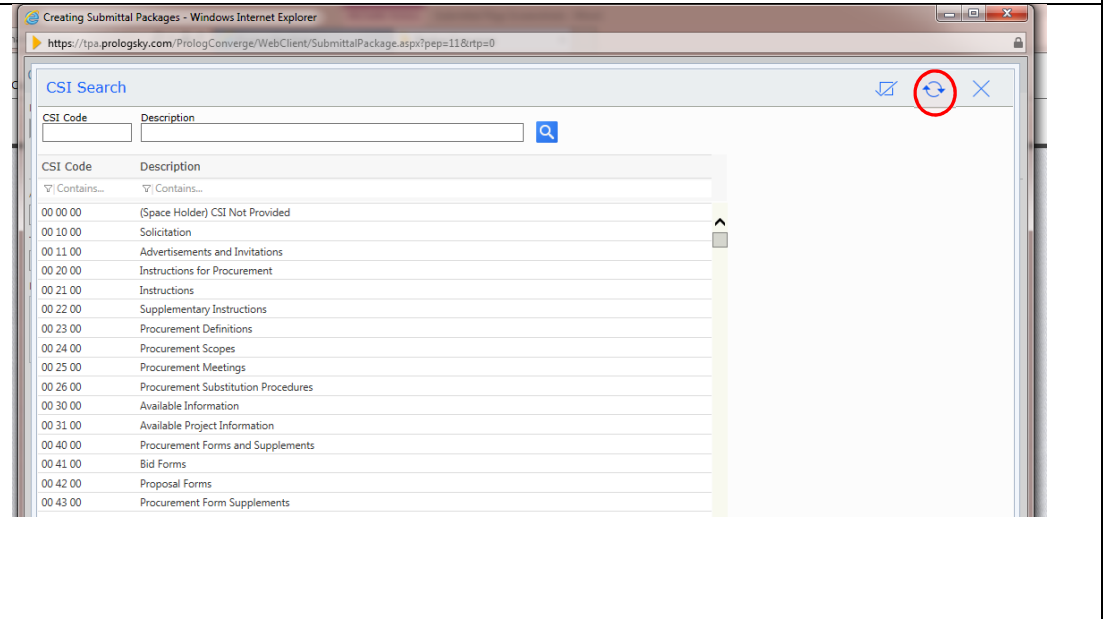 Creating Submittal Packages - Windows Internet Explorer
https://tpa.prologsky.com/PrologConverge/WebClient/SubmittalPackage.aspx?pep=11&rtp=0
CSI Search
CSI Code Description
CSI Code Description
Contains... Contains...
00 00 00 (Space Holder) CSI Not Provided
00 10 00 Solicitation
00 11 00 Advertisements and Invitations
00 20 00 Instructions for Procurement
00 21 00 Instructions
00 22 00 Supplementary Instructions
00 23 00 Procurement Definitions
00 24 00 Procurement Scopes
00 25 00 Procurement Meetings
00 26 00 Procurement Substitution Procedures
00 30 00 Available Information
00 31 00 Available Project Information
00 40 00 Procurement Forms and Supplements
00 41 00 Bid Forms
00 42 00 Proposal Forms
00 43 00 Procurement Form Supplements